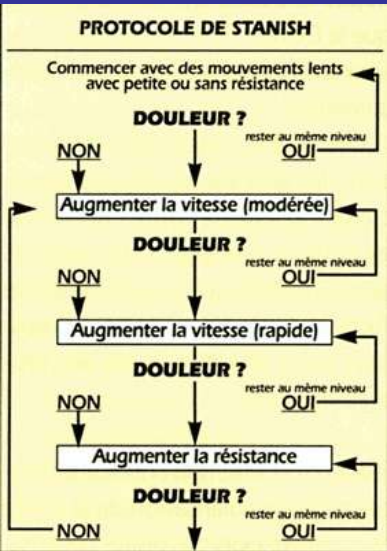 PROTOCOLE DE STANISH
Commencer avec des mouvements lents
avec petite ou sans résistance
DOULEUR ?
rester au même niveau
NON
OUI
Augmenter la vitesse (modérée)
DOULEUR ?
rester au même niveau
NON
OUI
Augmenter la vitesse (rapide)
DOULEUR ?
rester au même niveau
NON
OUI
Augmenter la résistance
DOULEUR ?
rester au même niveau
NON
OUI